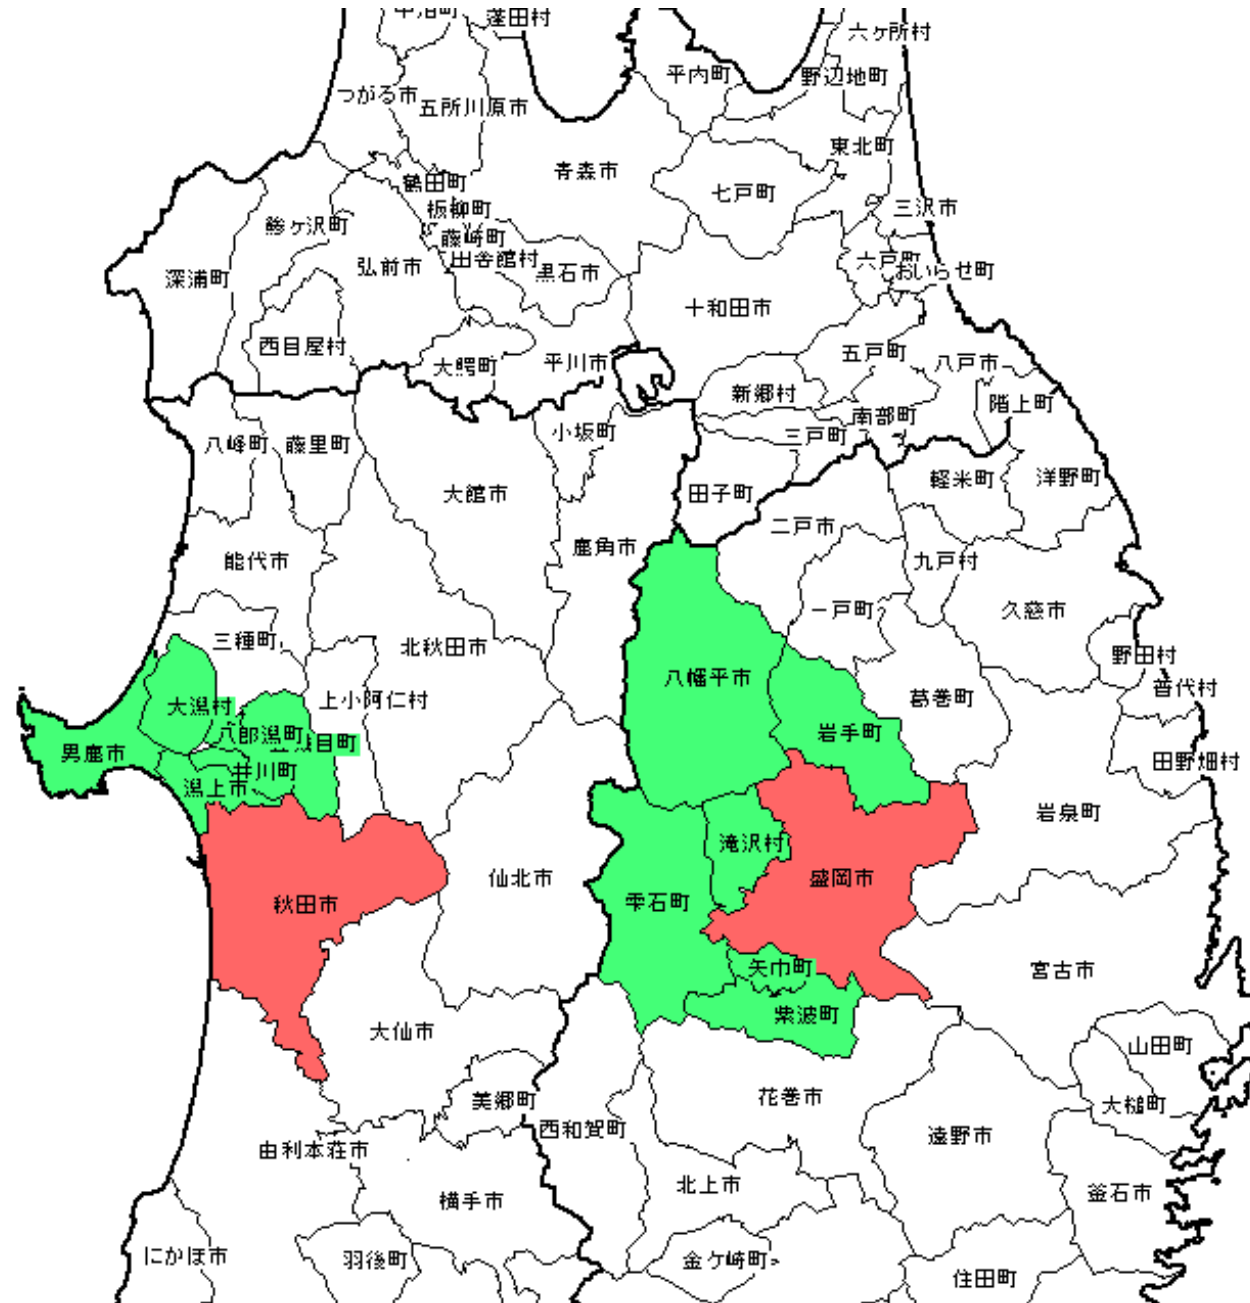 中泊町
蓬田村
六ヶ所村
平内町
野辺地町
つがる市
五所川原市
東北町
青森市
鶴田町
七戸町
板柳町
三沢市
鰺ヶ沢町
藤崎町
田舎館村
六戸町
おいらせ町
深浦町
弘前市
黒石市
十和田市
西目屋村
大鰐町
平川市
五戸町
八戸市
新郷村
階上町
南部町
八峰町
藤里町
小坂町
三戸町
大館市
田子町
軽米町
洋野町
二戸市
能代市
鹿角市
九戸村
一戸町
久慈市
三種町
北秋田市
野田村
八幡平市
普代村
大潟村
上小阿仁村
葛巻町
八郎潟町
岩手町
男鹿市
田野畑村
井川町
潟上市
岩泉町
滝沢村
仙北市
盛岡市
秋田市
雫石町
矢巾町
宮古市
紫波町
大仙市
山田町
美郷町
花巻市
大槌町
西和賀町
遠野市
由利本荘市
北上市
釜石市
横手市
にかほ市
羽後町
金ケ崎町
住田町